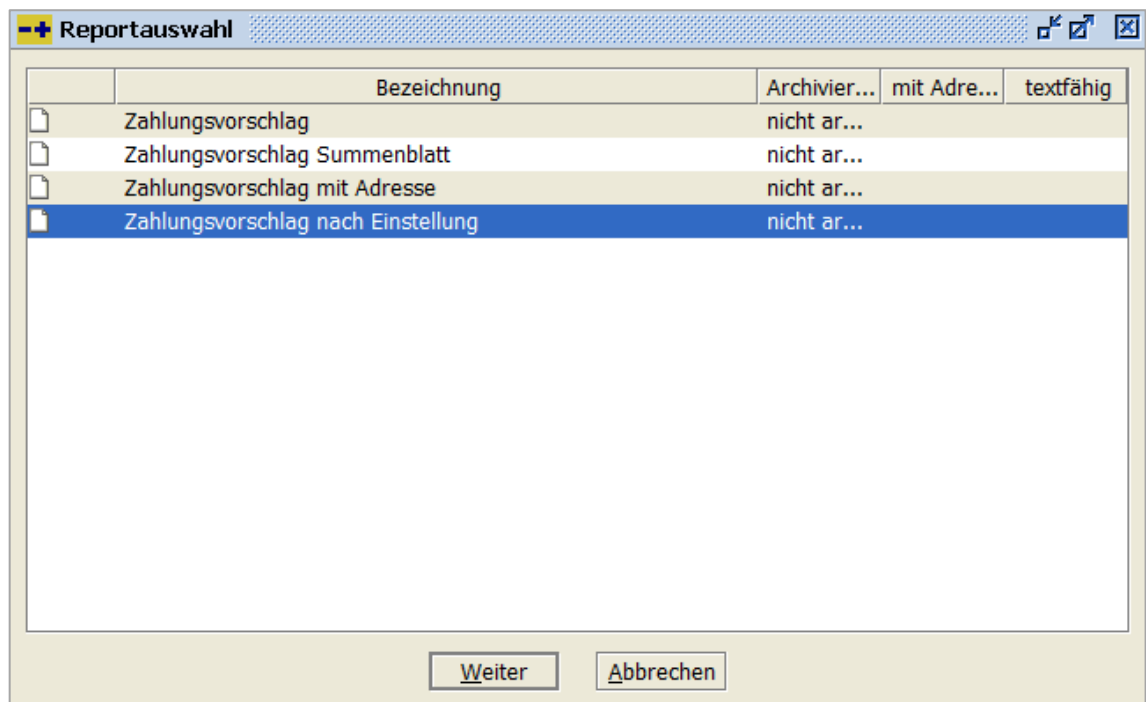 Reportauswahl
Bezeichnung Archivier... mit Adre... textfähig
Zahlungsvorschlag nicht ar...
Zahlungsvorschlag Summenblatt nicht ar...
Zahlungsvorschlag mit Adresse nicht ar...
Zahlungsvorschlag nach Einstellung nicht ar...
Weiter Abbrechen